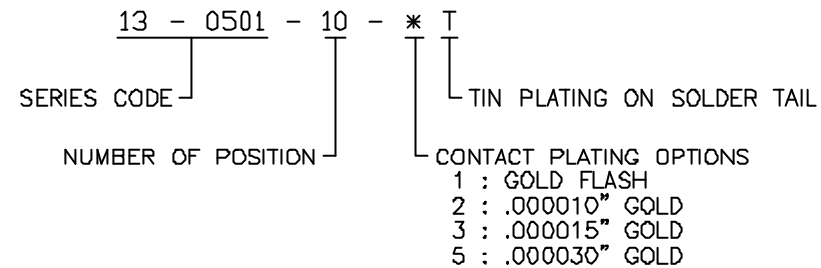 13 - 0501 - 10 - * T
SERIES CODE
TIN PLATING ON SOLDER TAIL
NUMBER OF POSITION
CONTACT PLATING OPTIONS
1 : GOLD FLASH
2 : .000010" GOLD
3 : .000015" GOLD
5 : .000030" GOLD